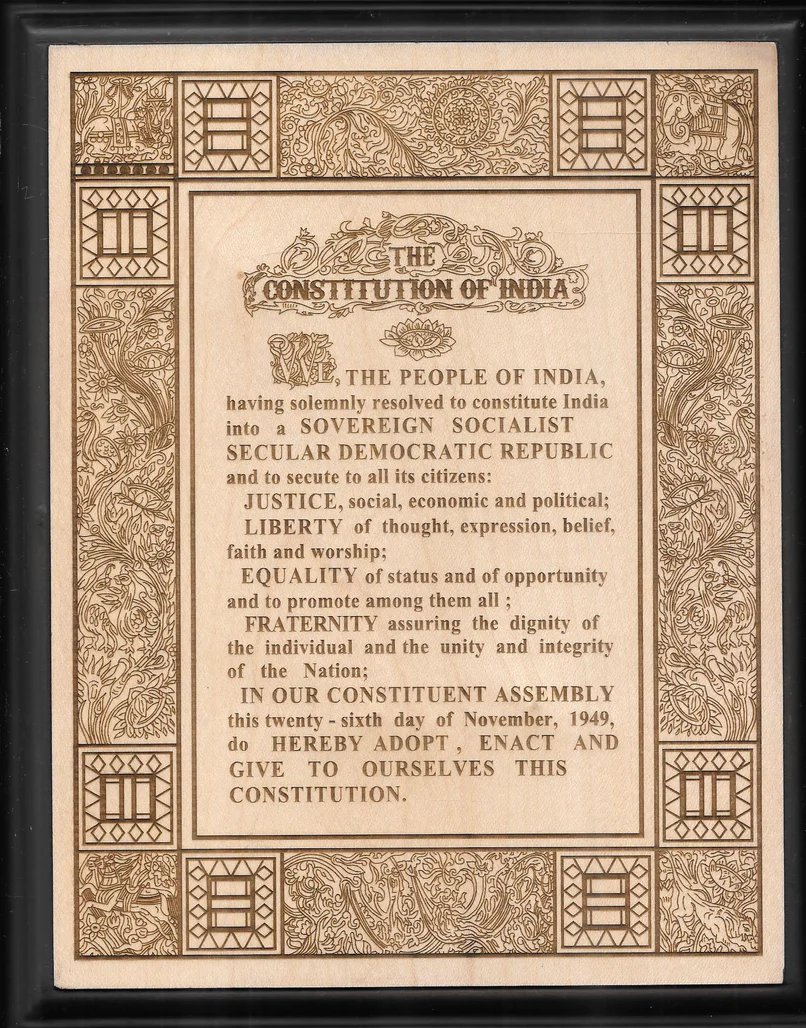 THE
CONSTITUTION OF INDIA
WE, THE PEOPLE OF INDIA,
having solemnly resolved to constitute India
into a SOVEREIGN SOCIALIST
SECULAR DEMOCRATIC REPUBLIC
and to secute to all its citizens:
JUSTICE, social, economic and political;
LIBERTY of thought, expression, belief,
faith and worship;
EQUALITY of status and of opportunity
and to promote among them all ;
FRATERNITY assuring the dignity of
the individual and the unity and integrity
of the Nation;
IN OUR CONSTITUENT ASSEMBLY
this twenty - sixth day of November, 1949,
do HEREBY ADOPT , ENACT AND
GIVE TO OURSELVES THIS
CONSTITUTION.